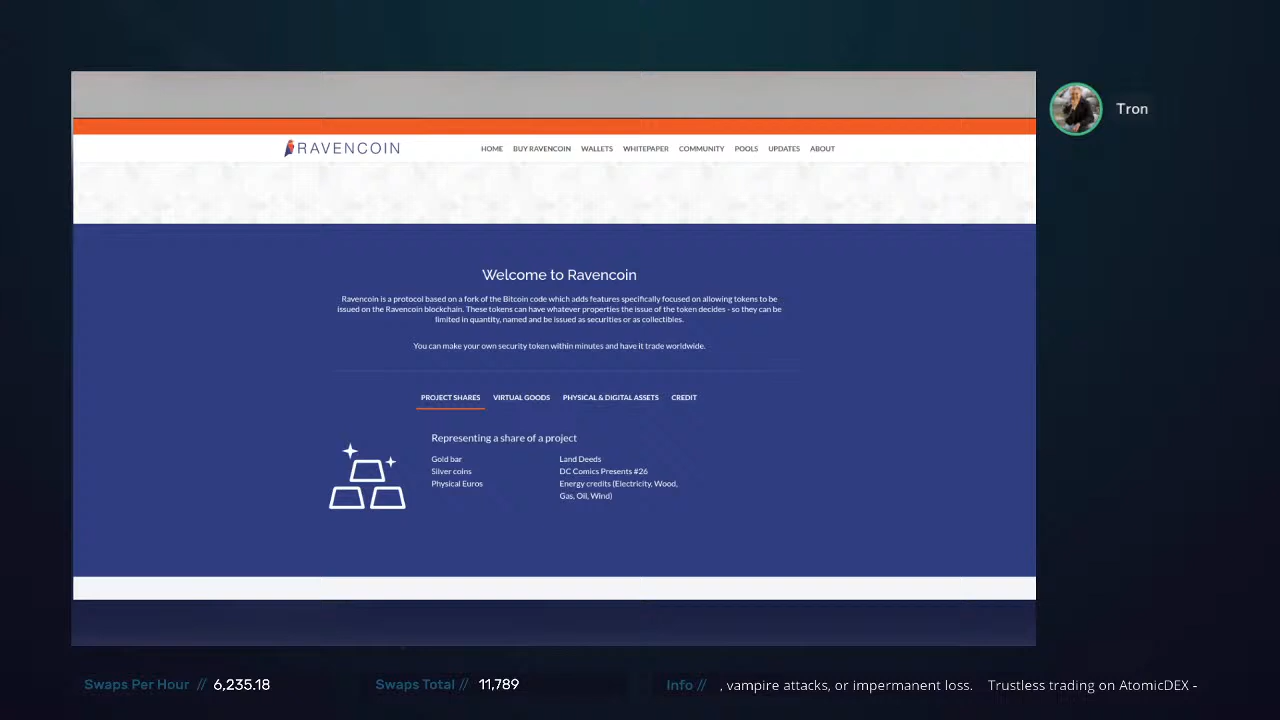 Tron
RAVENCOIN
HOME BUY RAVENCOIN WALLETS WHITEPAPER COMMUNITY POOLS UPDATES ABOUT
Welcome to Ravencoin
Ravencoin is a protocol based on a fork of the Bitcoin code which adds features specifically focused on allowing tokens to be
issued on the Ravencoin blockchain. These tokens can have whatever properties the issue of the token decides - so they can be
limited in quantity, named and be issued as securities or as collectibles.
You can make your own security token within minutes and have it trade worldwide.
PROJECT SHARES VIRTUAL GOODS PHYSICAL & DIGITAL ASSETS CREDIT
Representing a share of a project
Gold bar
Silver coins
Physical Euros
Land Deeds
DC Comics Presents #26
Energy credits (Electricity, Wood,
Gas, Oil, Wind)
Swaps Per Hour // 6,235.18
Swaps Total // 11,789
Info // , vampire attacks, or impermanent loss. Trustless trading on AtomicDEX -